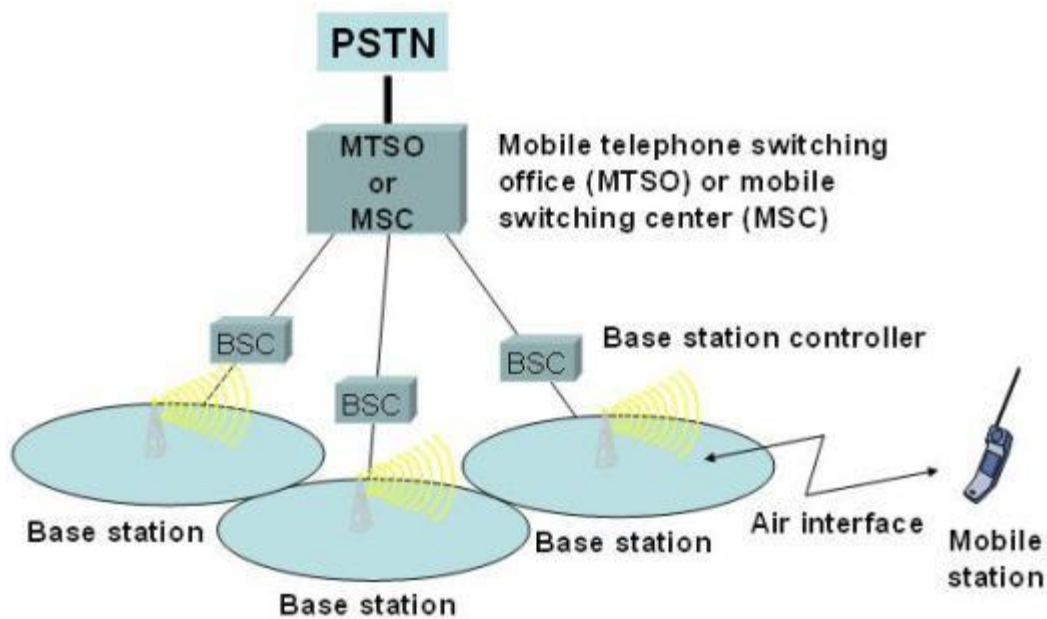 PSTN
MTSO
or
MSC
Mobile telephone switching
office (MTSO) or mobile
switching center (MSC)
BSC
BSC
BSC
Base station controller
Base station
Base station
Base station
Air interface
Mobile
station